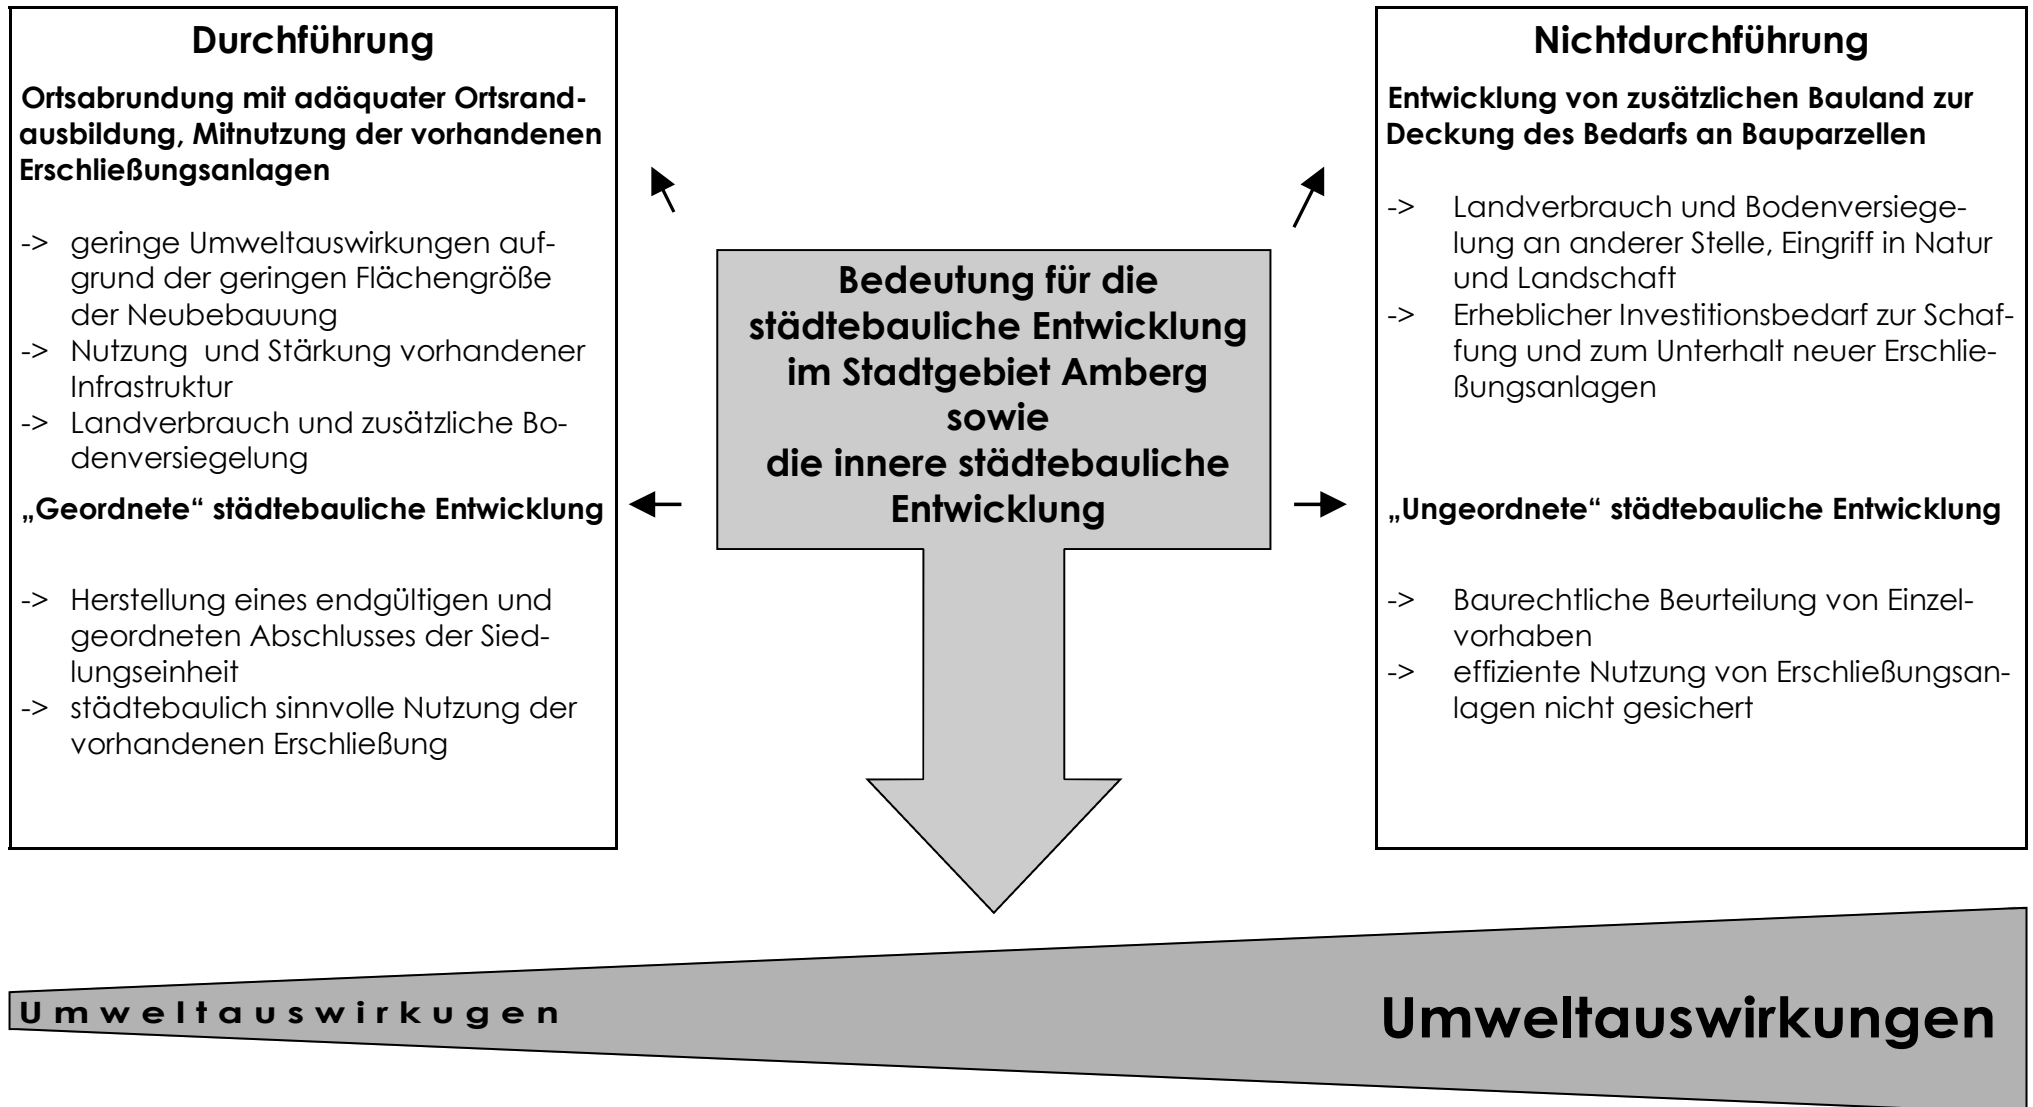 Durchführung
Ortsabrundung mit adäquater Ortsrand-
ausbildung, Mitnutzung der vorhandenen
Erschließungsanlagen
-> geringe Umweltauswirkungen auf-
grund der geringen Flächengröße
der Neubebauung
-> Nutzung und Stärkung vorhandener
Infrastruktur
-> Landverbrauch und zusätzliche Bo-
denversiegelung
„Geordnete“ städtebauliche Entwicklung
-> Herstellung eines endgültigen und
geordneten Abschlusses der Sied-
lungseinheit
-> städtebaulich sinnvolle Nutzung der
vorhandenen Erschließung
Bedeutung für die
städtebauliche Entwicklung
im Stadtgebiet Amberg
sowie
die innere städtebauliche
Entwicklung
Nichtdurchführung
Entwicklung von zusätzlichen Bauland zur
Deckung des Bedarfs an Bauparzellen
-> Landverbrauch und Bodenversiege-
lung an anderer Stelle, Eingriff in Natur
und Landschaft
-> Erheblicher Investitionsbedarf zur Schaf-
fung und zum Unterhalt neuer Erschlie-
ßungsanlagen
„Ungeordnete“ städtebauliche Entwicklung
-> Baurechtliche Beurteilung von Einzel-
vorhaben
-> effiziente Nutzung von Erschließungsan-
lagen nicht gesichert
Umweltauswirkugen
Umweltauswirkungen